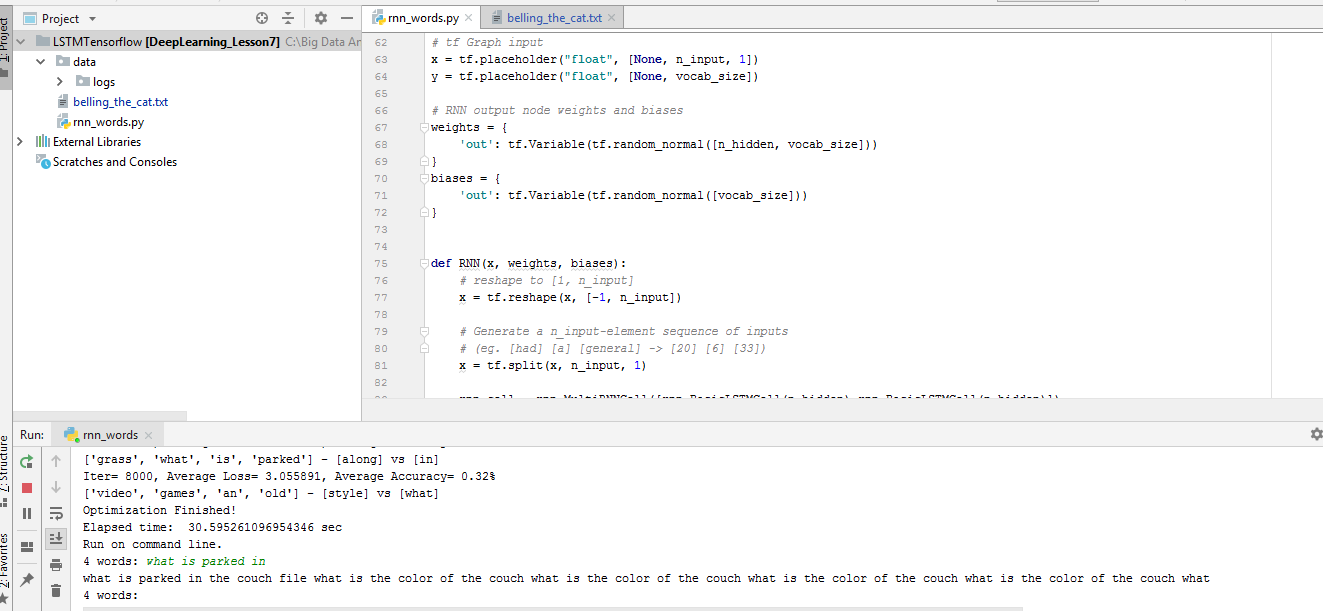 Project
rnn_words.py
belling_the_cat.txt
1: Project
LSTMTensorflow [DeepLearning_Lesson7] C:\Big Data An
data
logs
belling_the_cat.txt
rnn_words.py
External Libraries
Scratches and Consoles
62 # tf Graph input
63 x = tf.placeholder("float", [None, n_input, 1])
64 y = tf.placeholder("float", [None, vocab_size])
65
66 # RNN output node weights and biases
67 weights = {
68 'out': tf.Variable(tf.random_normal([n_hidden, vocab_size]))
69 }
70 biases = {
71 'out': tf.Variable(tf.random_normal([vocab_size]))
72 }
73
74
75 def RNN(x, weights, biases):
76 # reshape to [1, n_input]
77 x = tf.reshape(x, [-1, n_input])
78
79 # Generate a n_input-element sequence of inputs
80 # (eg. [had] [a] [general] -> [20] [6] [33])
81 x = tf.split(x, n_input, 1)
82
Run: rnn_words
Z: Structure
2: Favorites
['grass', 'what', 'is', 'parked'] - [along] vs [in]
Iter= 8000, Average Loss= 3.055891, Average Accuracy= 0.32%
['video', 'games', 'an', 'old'] - [style] vs [what]
Optimization Finished!
Elapsed time:  30.595261096954346 sec
Run on command line.
4 words: what is parked in
what is parked in the couch file what is the color of the couch what is the color of the couch what is the color of the couch what is the color of the couch what
4 words: